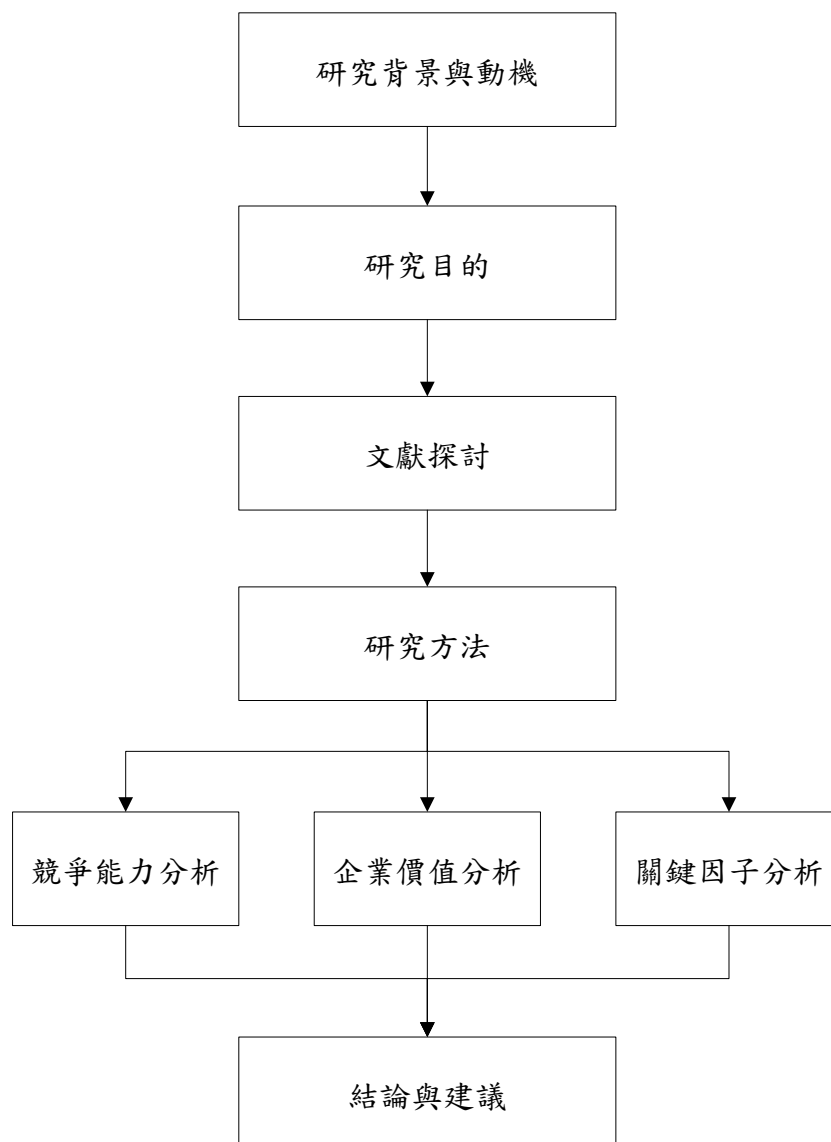 研究背景與動機
研究目的
文獻探討
研究方法
競爭能力分析
企業價值分析
關鍵因子分析
結論與建議